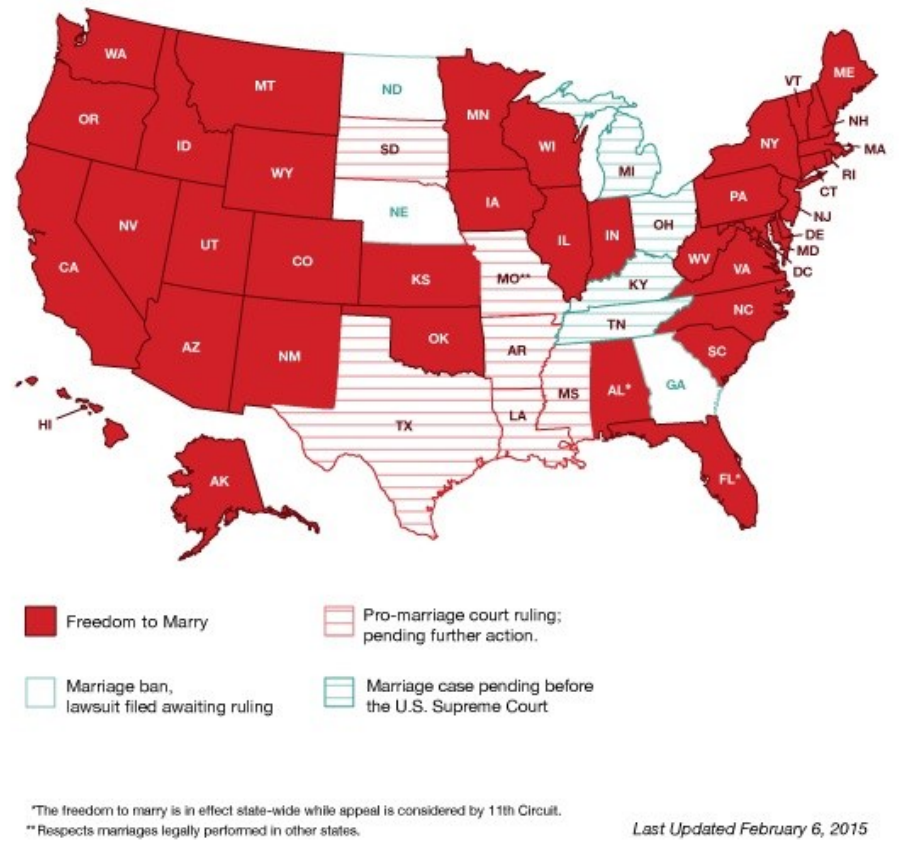 WA
MT
ND
MN
ME
VT
OR
ID
SD
WI
NY
NH
MA
WY
MI
RI
CT
NV
NE
IA
PA
NJ
UT
CO
IL
IN
OH
DE
MD
DC
CA
KS
MO**
KY
WV
VA
AZ
NM
OK
AR
TN
NC
SC
HI
TX
LA
MS
AL*
GA
AK
FL*
Freedom to Marry
Pro-marriage court ruling;
pending further action.
Marriage ban,
lawsuit filed awaiting ruling
Marriage case pending before
the U.S. Supreme Court
*The freedom to marry is in effect state-wide while appeal is considered by 11th Circuit.
**Respects marriages legally performed in other states.
Last Updated February 6, 2015